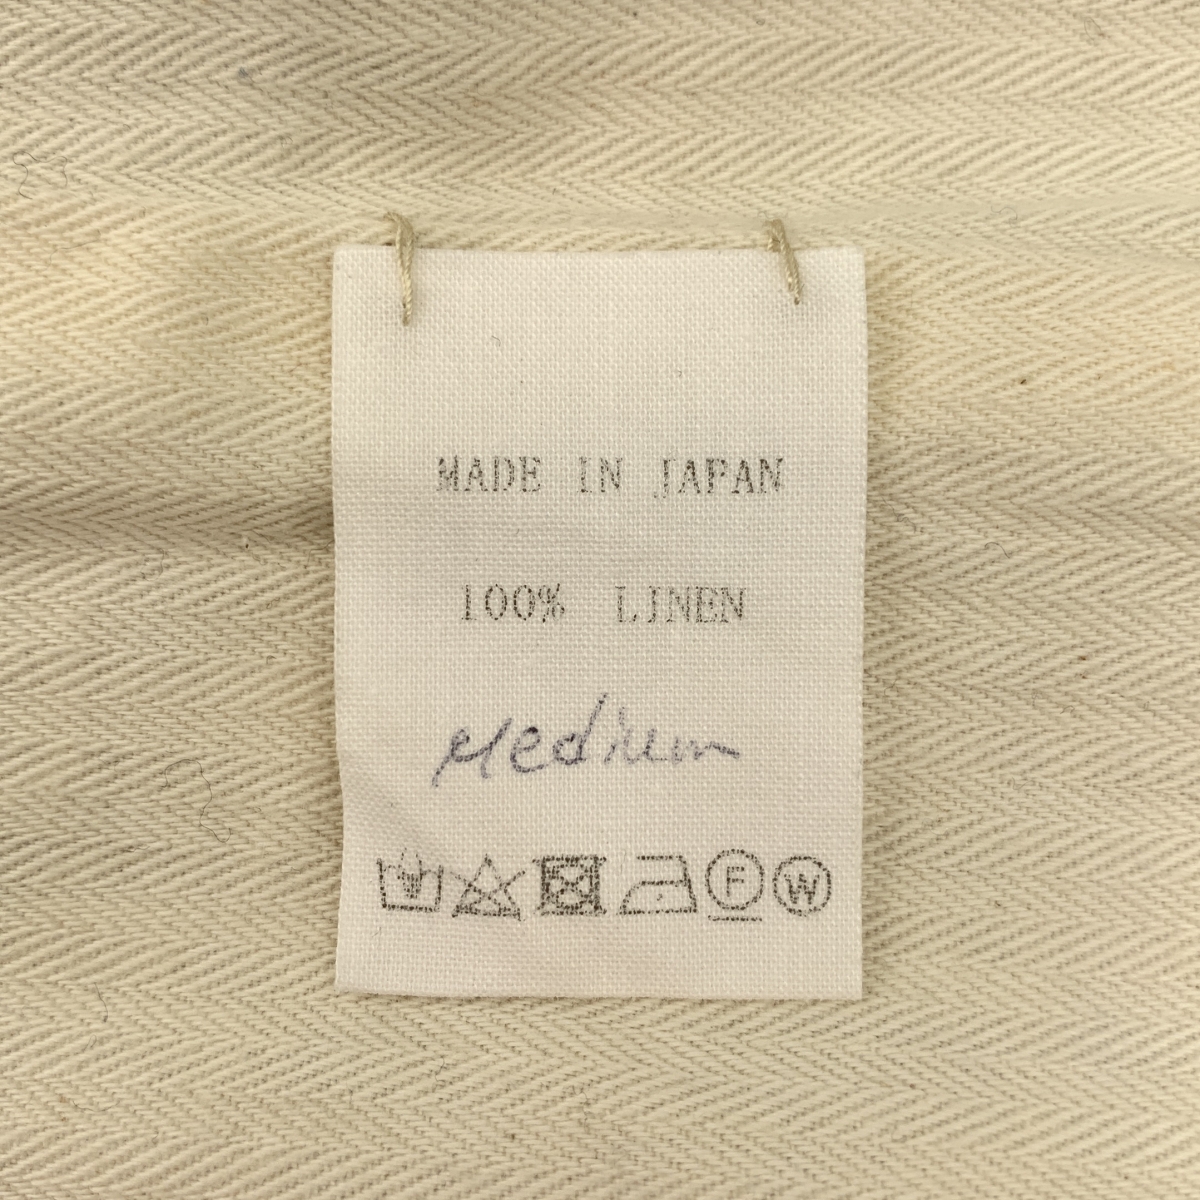 MADE IN JAPAN
100% LINEN
Medium
F W